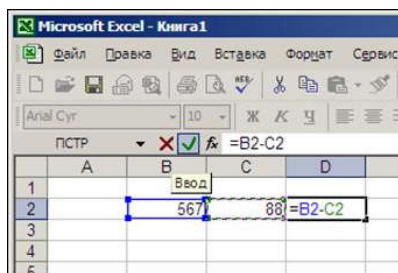 Microsoft Excel - Книга1
Файл Правка Вид Вставка Формат Сервис
Arial Cyr 10 Ж К Ч
ПСТР fx =B2-C2
A B C D
Ввод
1
2 567 88 =B2-C2
3
4
5